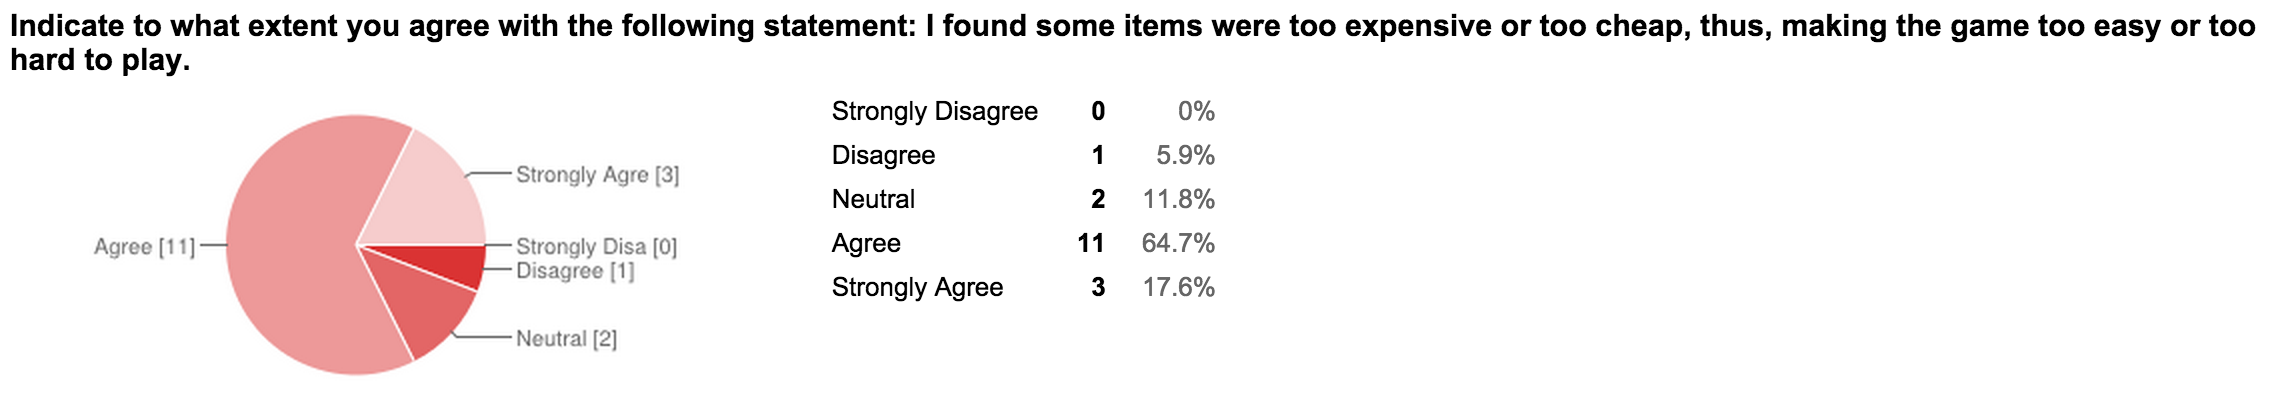 Indicate to what extent you agree with the following statement: I found some items were too expensive or too cheap, thus, making the game too easy or too
hard to play.
Strongly Agre [3]
Agree [11]
Strongly Disa [0]
Disagree [1]
Neutral [2]
Strongly Disagree 0 0%
Disagree 1 5.9%
Neutral 2 11.8%
Agree 11 64.7%
Strongly Agree 3 17.6%